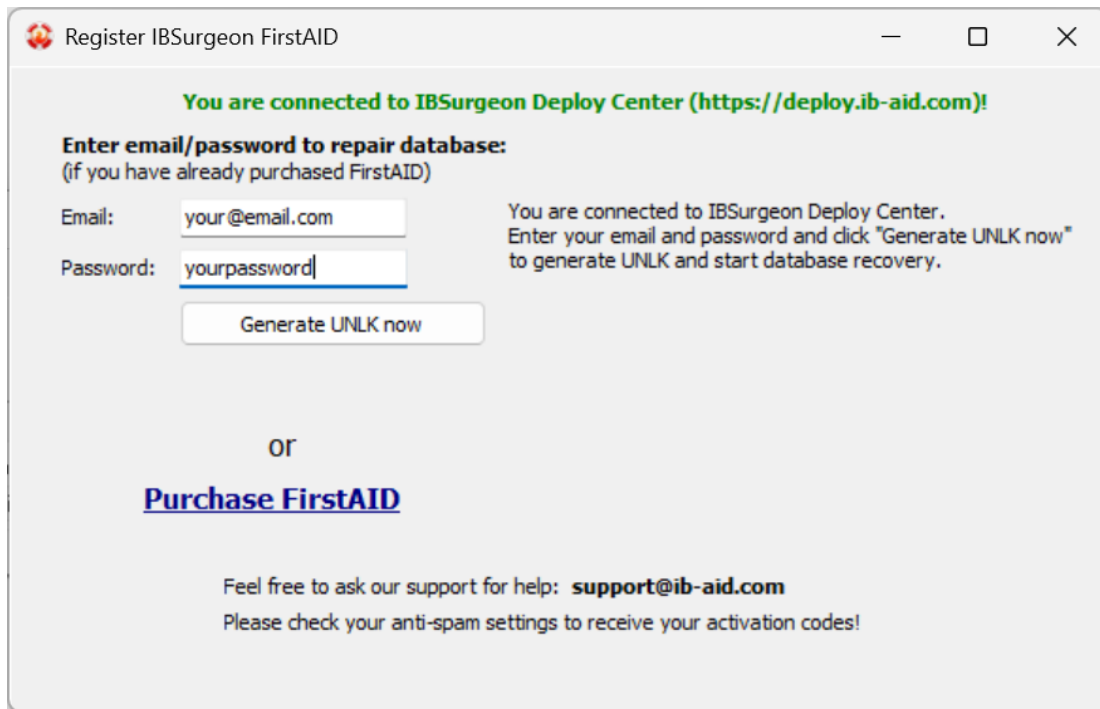 Register IBSurgeon FirstAID
You are connected to IBSurgeon Deploy Center (https://deploy.ib-aid.com)!
Enter email/password to repair database:
(if you have already purchased FirstAID)
Email:
your@email.com
Password:
yourpassword
You are connected to IBSurgeon Deploy Center.
Enter your email and password and click "Generate UNLK now"
to generate UNLK and start database recovery.
Generate UNLK now
or
Purchase FirstAID
Feel free to ask our support for help: support@ib-aid.com
Please check your anti-spam settings to receive your activation codes!